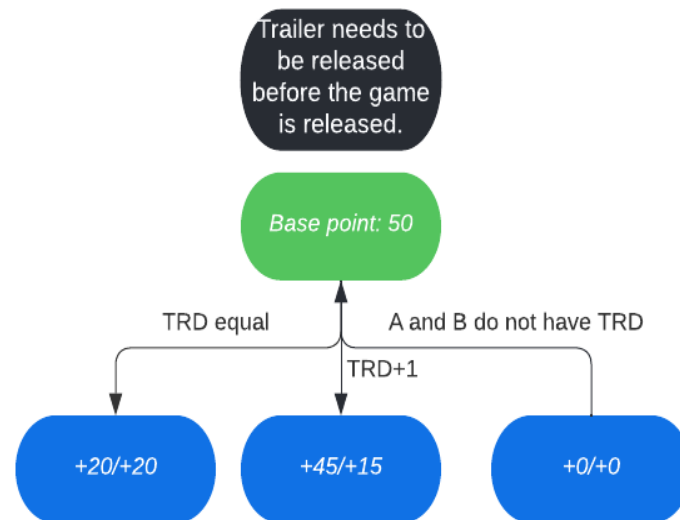 Trailer needs to
be released
before the game
is released.
Base point: 50
TRD equal
A and B do not have TRD
TRD+1
+20/+20
+45/+15
+0/+0